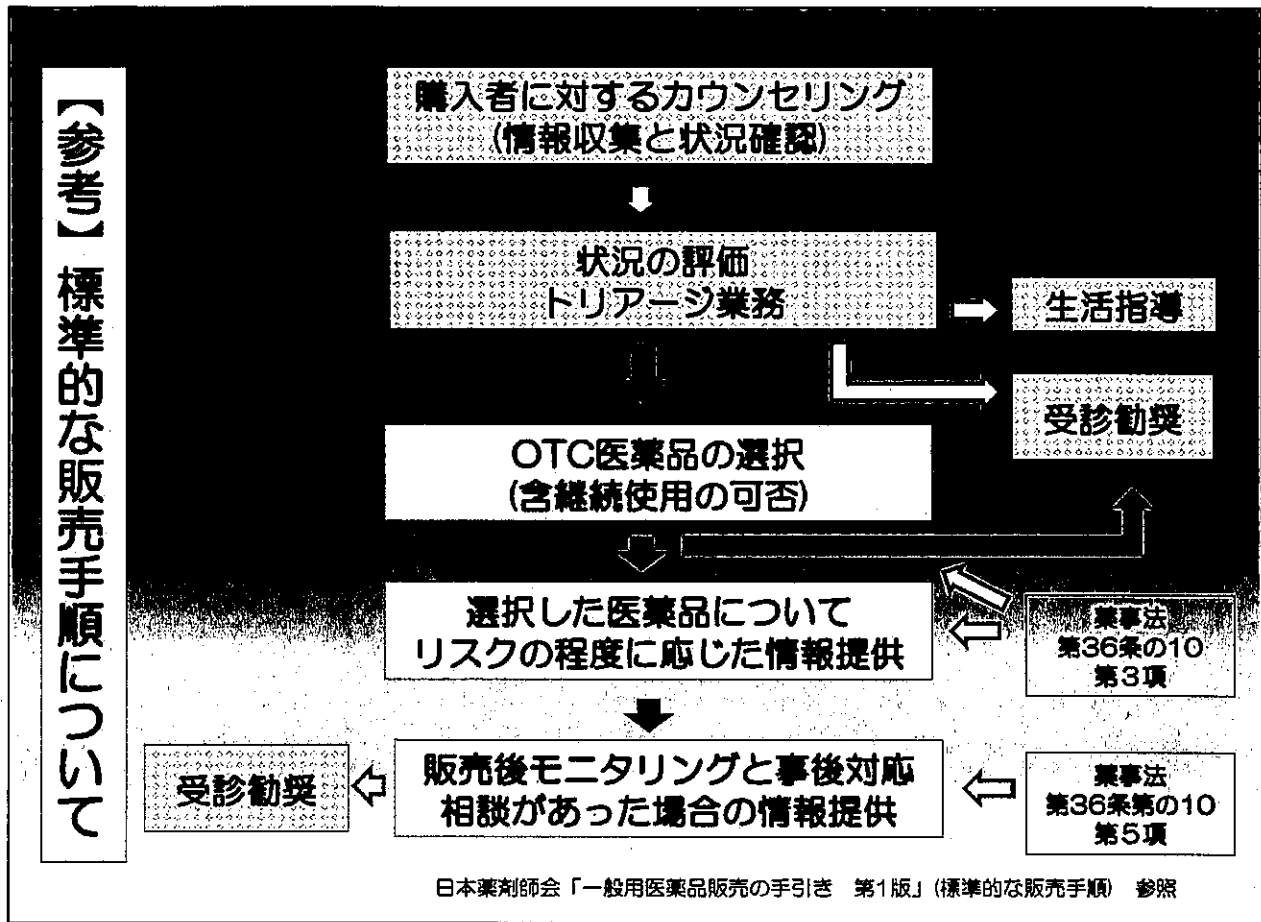 【参考】標準的な販売手順について
購入者に対するカウンセリング
(情報収集と状況確認)
状況の評価
トリアージ業務
生活指導
受診勧奨
OTC医薬品の選択
(含継続使用の可否)
選択した医薬品について
リスクの程度に応じた情報提供
薬事法
第36条の10
第3項
販売後モニタリングと事後対応
相談があった場合の情報提供
受診勧奨
薬事法
第36条第の10
第5項
日本薬剤師会「一般用医薬品販売の手引き 第1版」(標準的な販売手順) 参照